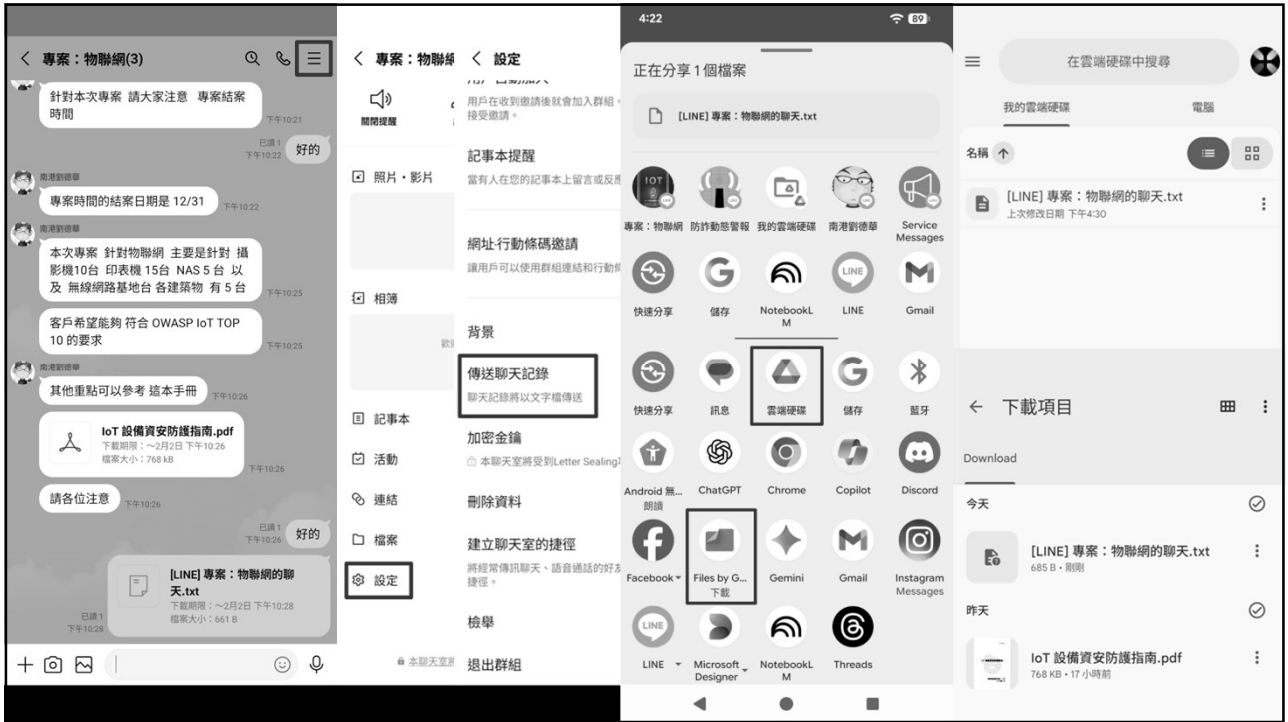 專案：物聯網(3)
針對本次專案 請大家注意 專案結案
時間
下午10:21
已讀 1
下午10:22
好的
南港劉德華
專案時間的結案日期是 12/31
下午10:22
南港劉德華
本次專案 針對物聯網 主要是針對 攝
影機10台 印表機 15台 NAS 5 台 以
及 無線網路基地台 各建築物 有 5 台
下午10:25
客戶希望能夠 符合 OWASP IoT TOP
10 的要求
下午10:25
南港劉德華
其他重點可以參考 這本手冊
下午10:26
IoT 設備資安防護指南.pdf
下載期限：～2月2日 下午10:26
檔案大小：768 kB
下午10:26
請各位注意
下午10:26
已讀 1
下午10:26
好的
[LINE] 專案：物聯網的聊
天.txt
下載期限：～2月2日 下午10:28
檔案大小：661 B
已讀 1
下午10:28
專案：物聯網
關閉提醒
照片・影片
相簿
記事本
活動
連結
檔案
設定
本聊天室
設定
用戶在收到邀請後就會加入群組。
接受邀請。
記事本提醒
當有人在您的記事本上留言或反應
網址·行動條碼邀請
讓用戶可以使用群組連結和行動
背景
傳送聊天記錄
聊天記錄將以文字檔傳送
加密金鑰
本聊天室將受到Letter Sealing
刪除資料
建立聊天室的捷徑
將經常傳訊聊天、語音通話的好友
捷徑。
檢舉
退出群組
4:22
89
正在分享 1 個檔案
[LINE] 專案：物聯網的聊天.txt
IOT
專案：物聯網
防詐動態警報
我的雲端硬碟
南港劉德華
Service
Messages
快速分享
儲存
NotebookL
M
LINE
LINE
Gmail
快速分享
訊息
雲端硬碟
儲存
藍牙
Android 無...
朗讀
ChatGPT
Chrome
Copilot
Discord
Facebook
Files by G...
下載
Gemini
Gmail
Instagram
Messages
LINE
LINE
Microsoft
Designer
NotebookL
M
Threads
在雲端硬碟中搜尋
我的雲端硬碟
電腦
名稱
[LINE] 專案：物聯網的聊天.txt
上次修改日期 下午4:30
下載項目
Download
今天
[LINE] 專案：物聯網的聊天.txt
685 B・剛剛
昨天
IoT 設備資安防護指南.pdf
768 KB・17 小時前